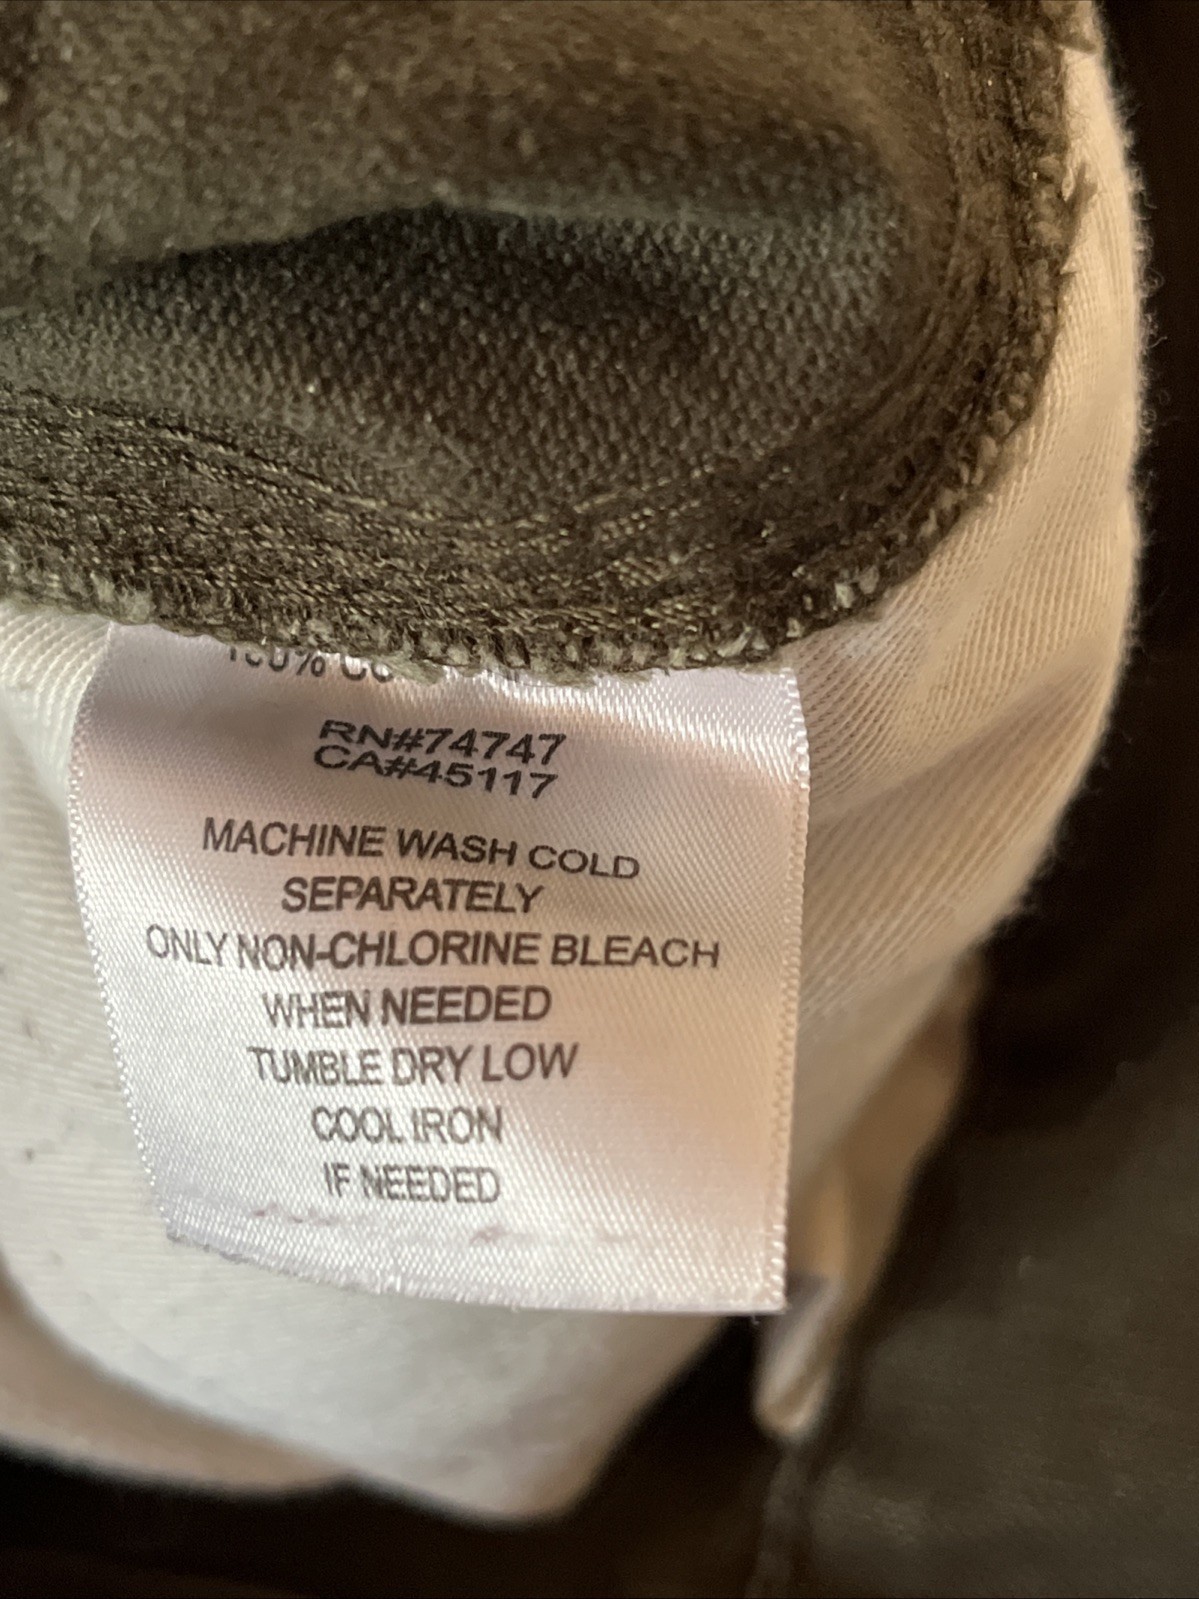 100%
RN#74747
CA#45117
MACHINE WASH COLD
SEPARATELY
ONLY NON-CHLORINE BLEACH
WHEN NEEDED
TUMBLE DRY LOW
COOL IRON
IF NEEDED